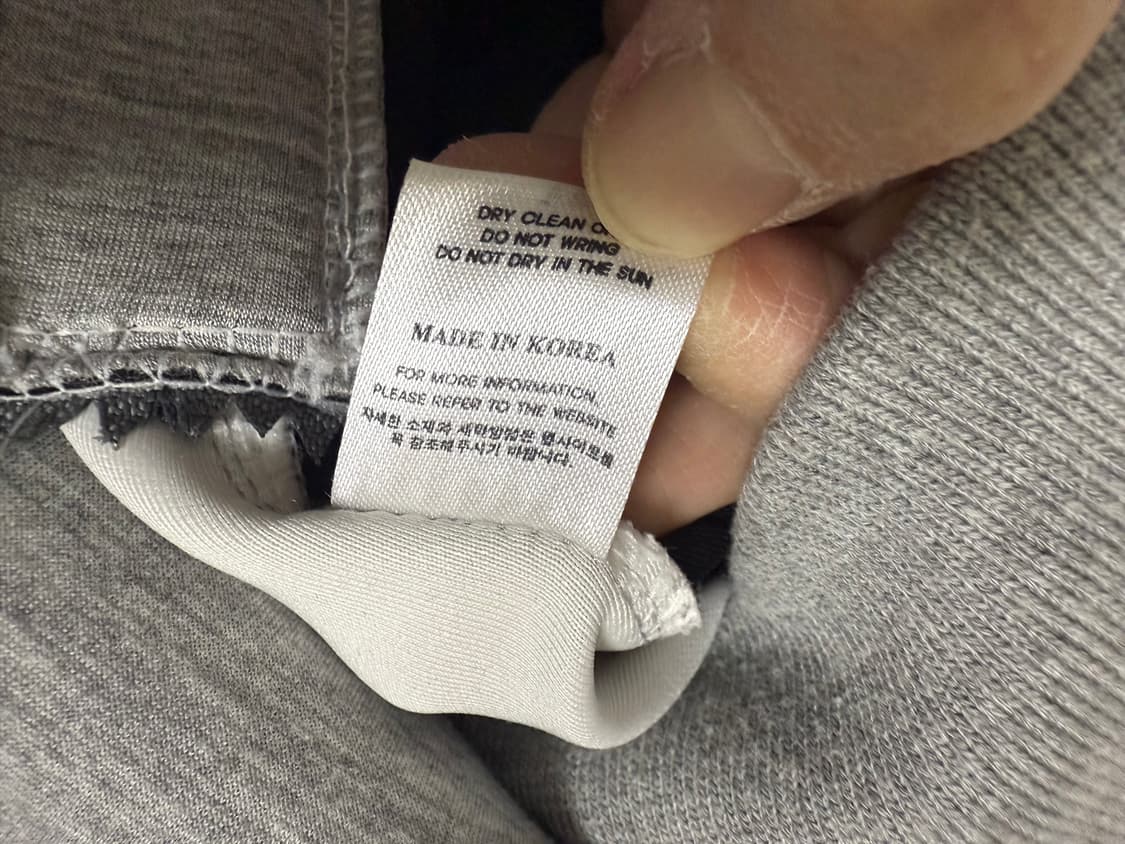 DRY CLEAN O
DO NOT WRING
DO NOT DRY IN THE SUN
MADE IN KOREA
FOR MORE INFORMATION,
PLEASE REFER TO THE WEBSITE
자세한 소재와 세탁방법은 웹사이트를
꼭 참조해주시기 바랍니다.